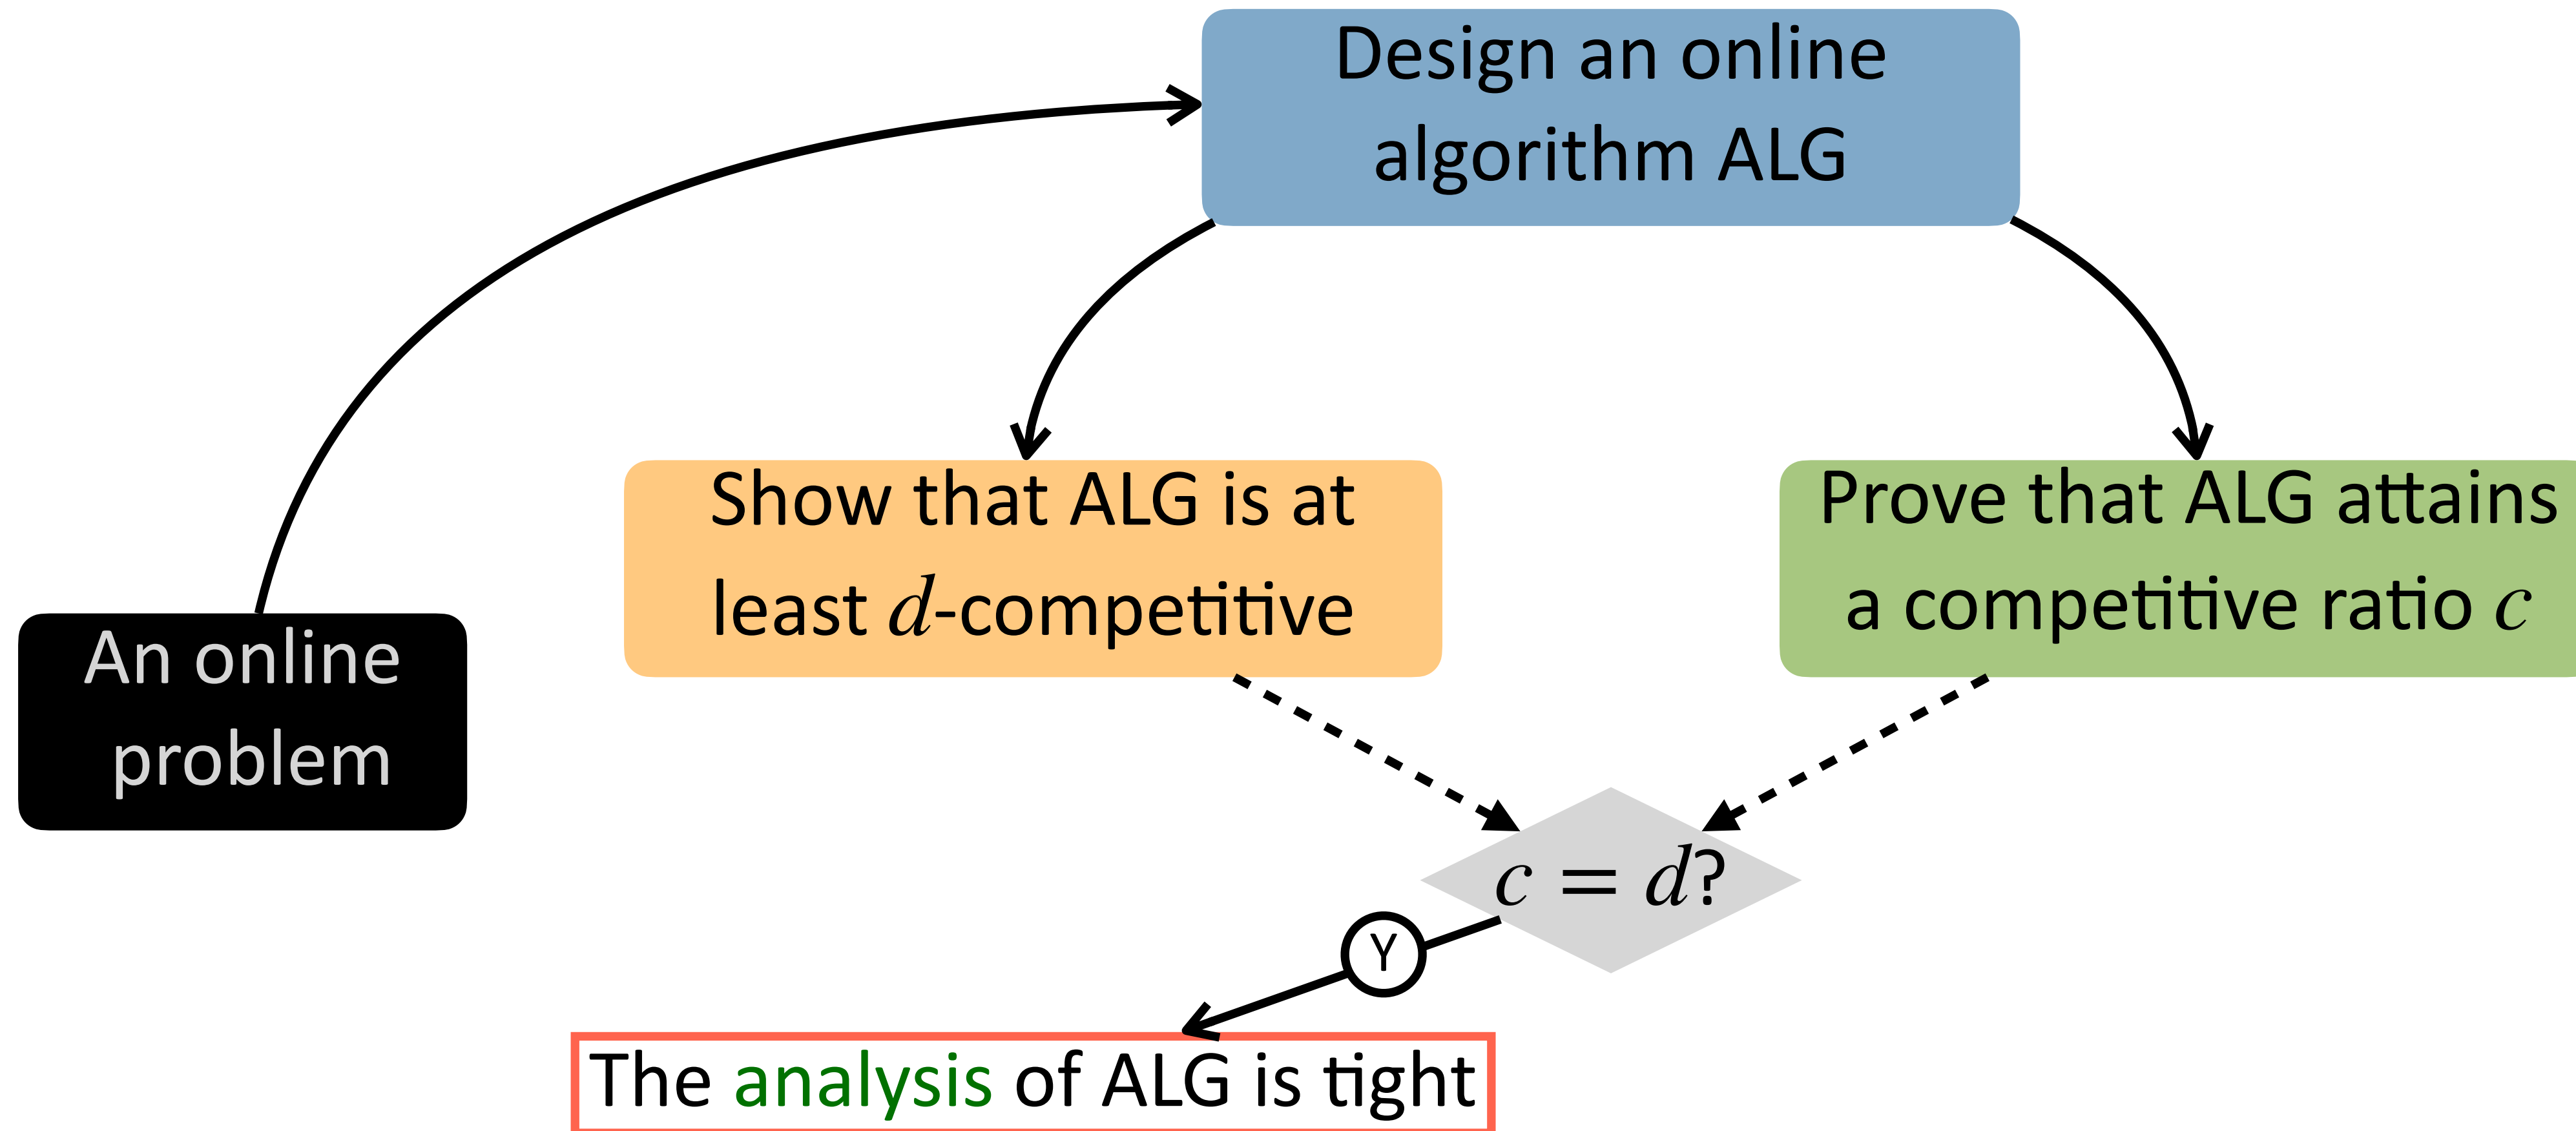 Design an online
algorithm ALG
Show that ALG is at
least d-competitive
Prove that ALG attains
a competitive ratio c
An online
problem
c = d?
Y
The analysis of ALG is tight